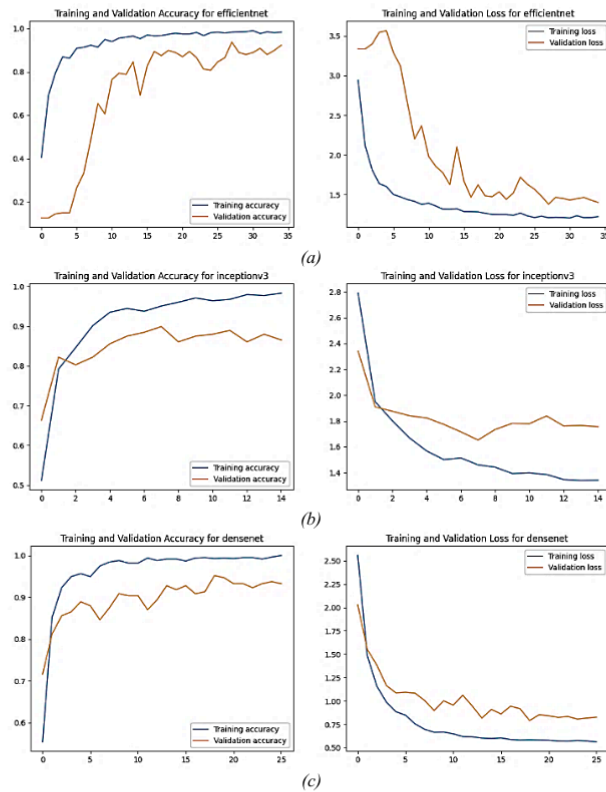 Training and Validation Accuracy for efficientnet
1.0
0.8
0.6
0.4
0.2
Training accuracy
Validation accuracy
0 5 10 15 20 25 30 35
Training and Validation Loss for efficientnet
Training loss
Validation loss
3.5
3.0
2.5
2.0
1.5
0 5 10 15 20 25 30 35
(a)
Training and Validation Accuracy for inceptionv3
1.0
0.9
0.8
0.7
0.6
0.5
Training accuracy
Validation accuracy
0 2 4 6 8 10 12 14
Training and Validation Loss for inceptionv3
Training loss
Validation loss
2.8
2.6
2.4
2.2
2.0
1.8
1.6
1.4
0 2 4 6 8 10 12 14
(b)
Training and Validation Accuracy for densenet
1.0
0.9
0.8
0.7
0.6
Training accuracy
Validation accuracy
0 5 10 15 20 25
Training and Validation Loss for densenet
Training loss
Validation loss
2.50
2.25
2.00
1.75
1.50
1.25
1.00
0.75
0.50
0 5 10 15 20 25
(c)